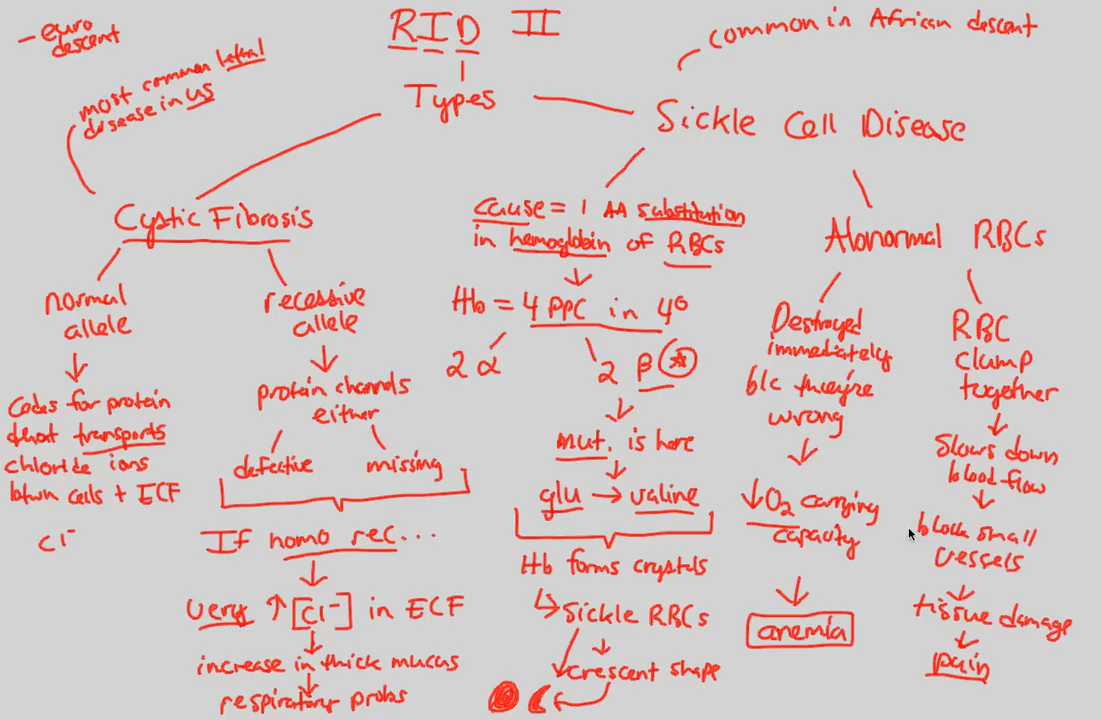 RID II
Types
– euro
descent
most common lethal
disease in US
Cystic Fibrosis
normal
allele
codes for protein
that transports
chloride ions
btwn cells + ECF
Cl⁻
recessive
allele
protein channels
either
defective
missing
If homo rec...
very ↑ [Cl⁻] in ECF
increase in thick mucus
respiratory probs
common in African descent
Sickle Cell Disease
cause = 1 AA substitution
in hemoglobin of RBCs
Hb = 4 PPC in 4°
2 α
2 β
mut. is here
glu → valine
Hb forms crystals
↳ Sickle RBCs
crescent shape
Abnormal RBCs
Destroyed
immediately
b/c they're
wrong
↓ O₂ carrying
capacity
anemia
RBC
clump
together
Slows down
blood flow
block small
vessels
tissue damage
pain